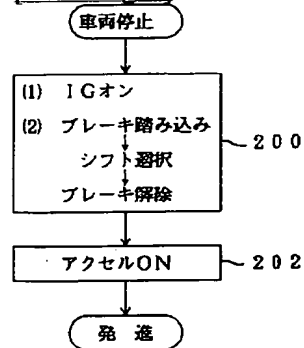 車両停止
(1) IGオン
(2) ブレーキ踏み込み
シフト選択
ブレーキ解除
200
アクセルON
202
発進